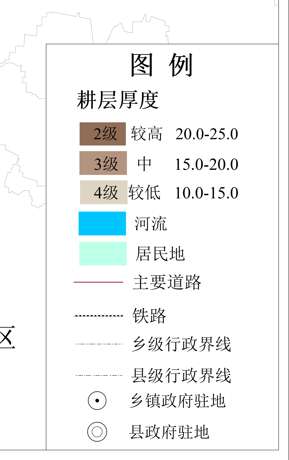 图 例
耕层厚度
2级 较高 20.0-25.0
3级 中 15.0-20.0
4级 较低 10.0-15.0
河流
居民地
主要道路
铁路
乡级行政界线
区
县级行政界线
乡镇政府驻地
县政府驻地